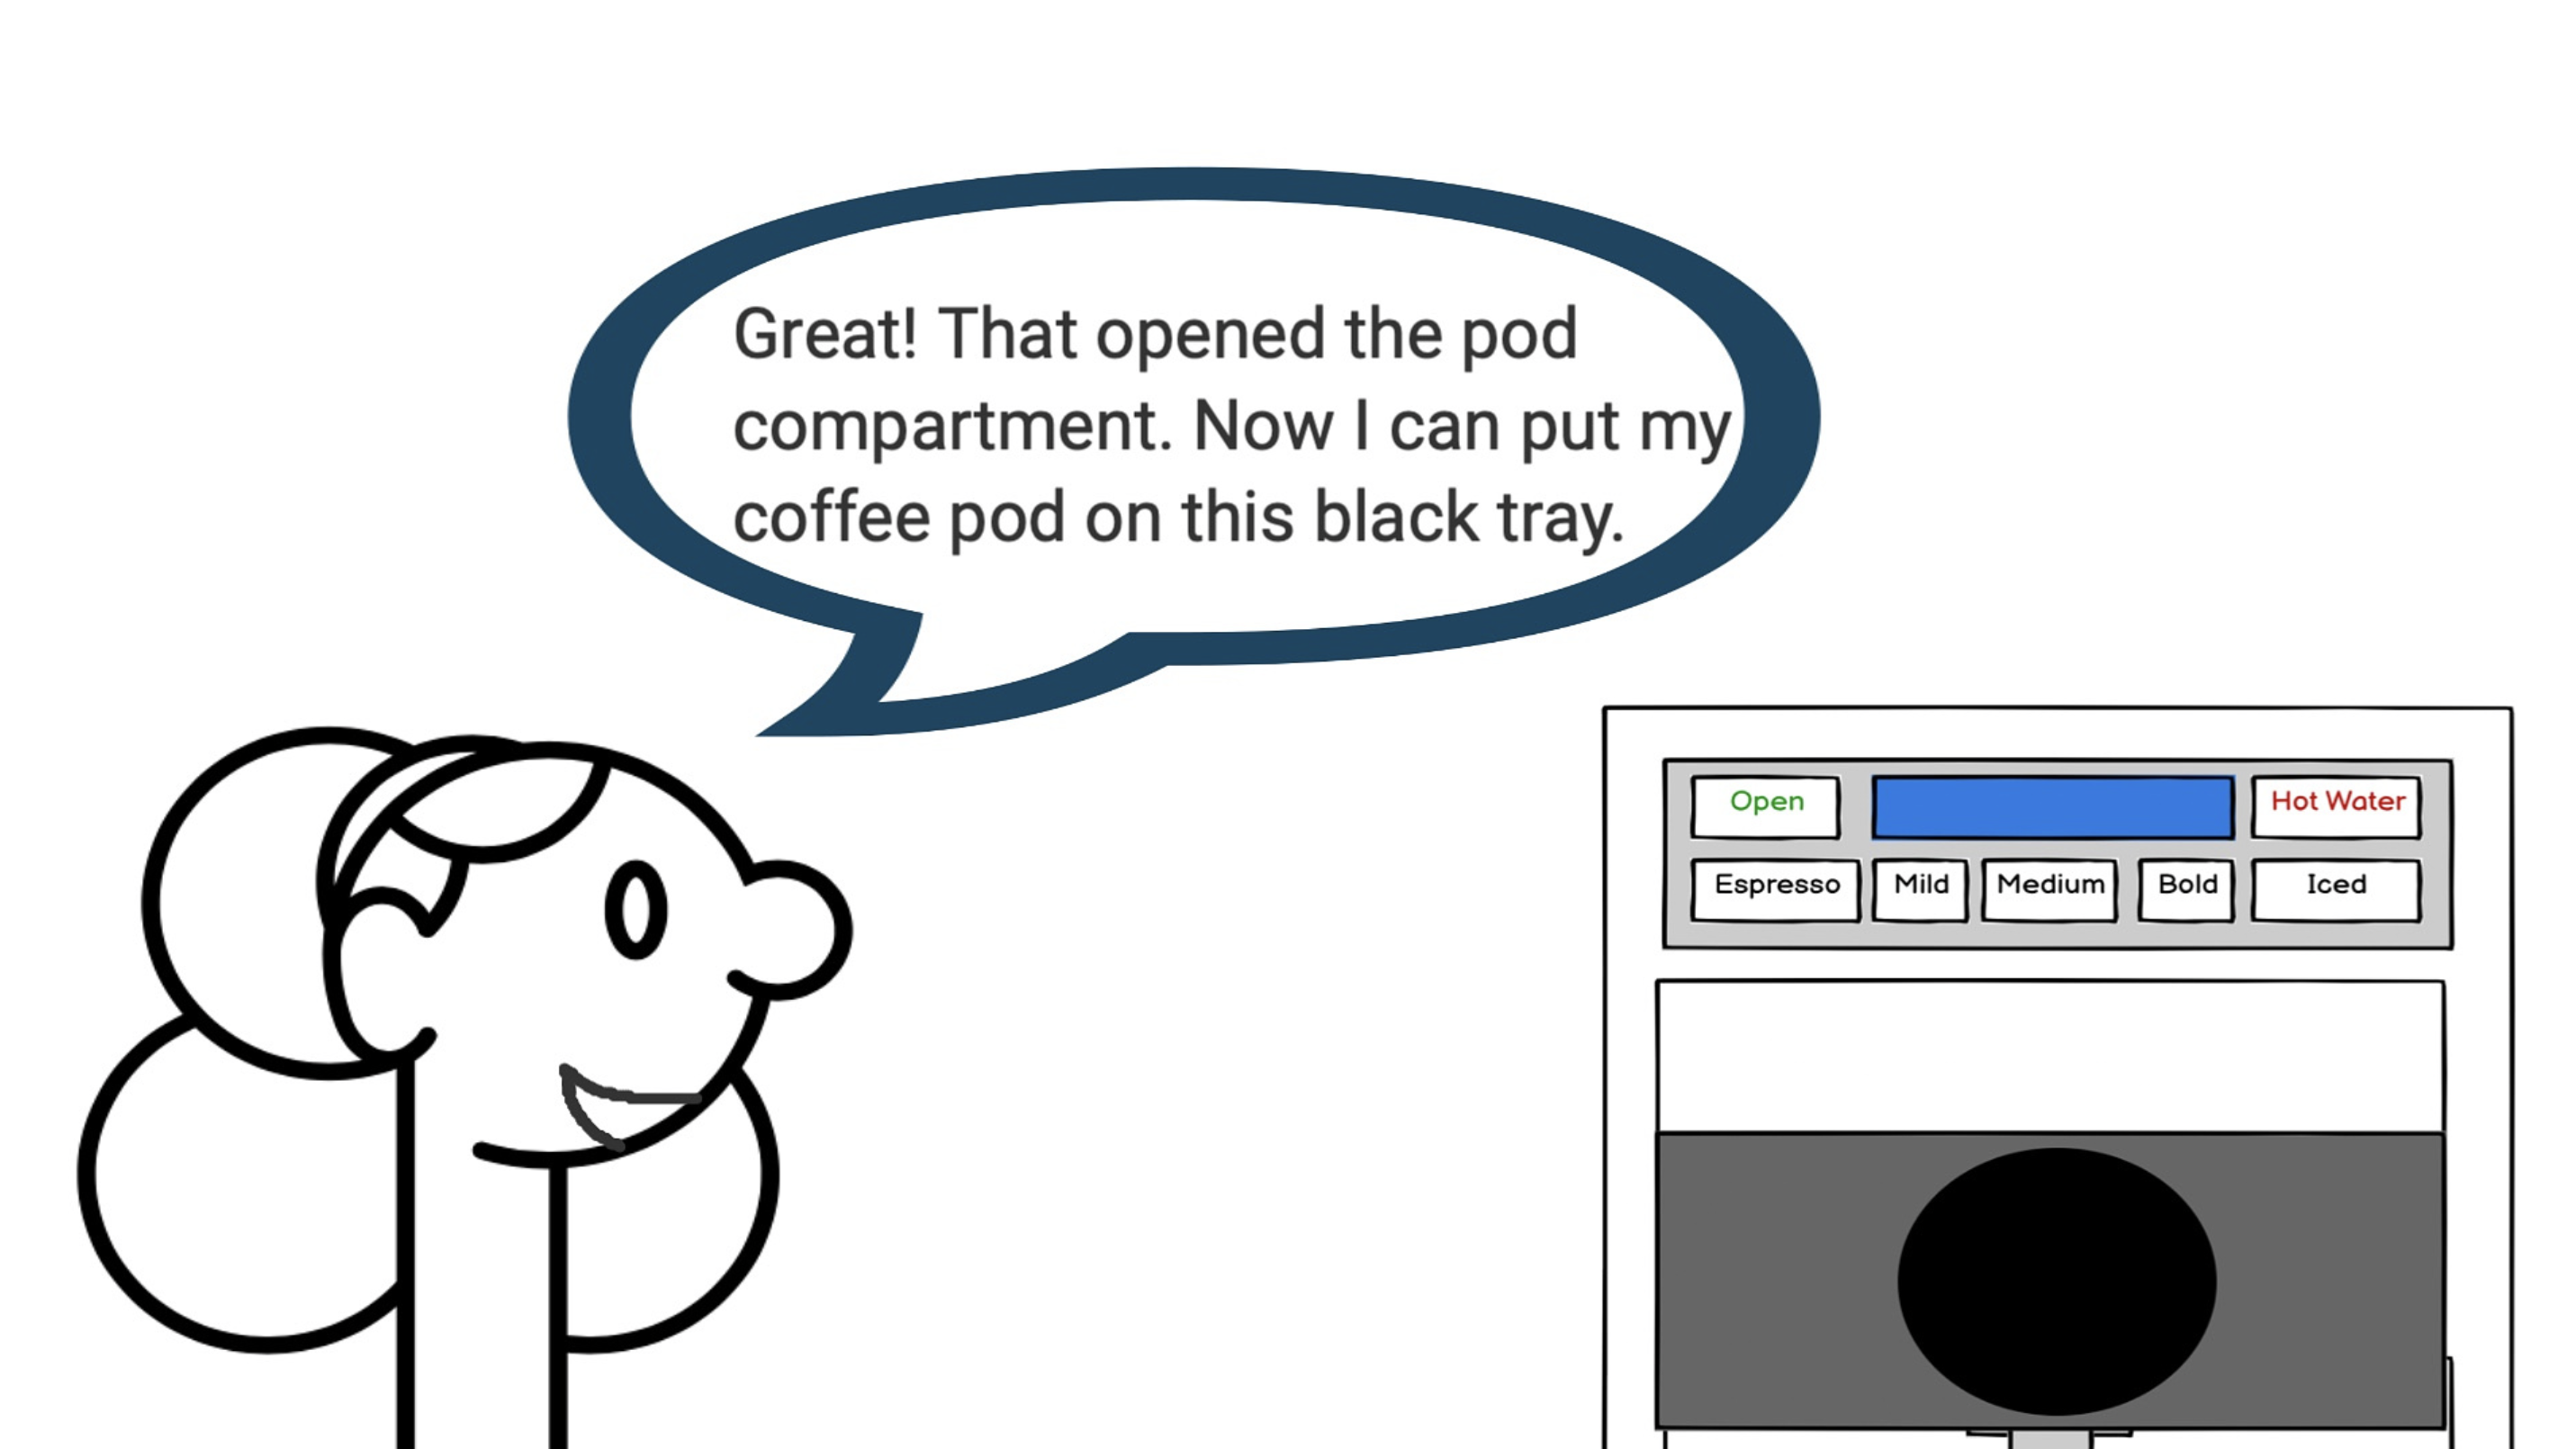 Great! That opened the pod
compartment. Now I can put my
coffee pod on this black tray.
Open
Hot Water
Espresso
Mild
Medium
Bold
Iced